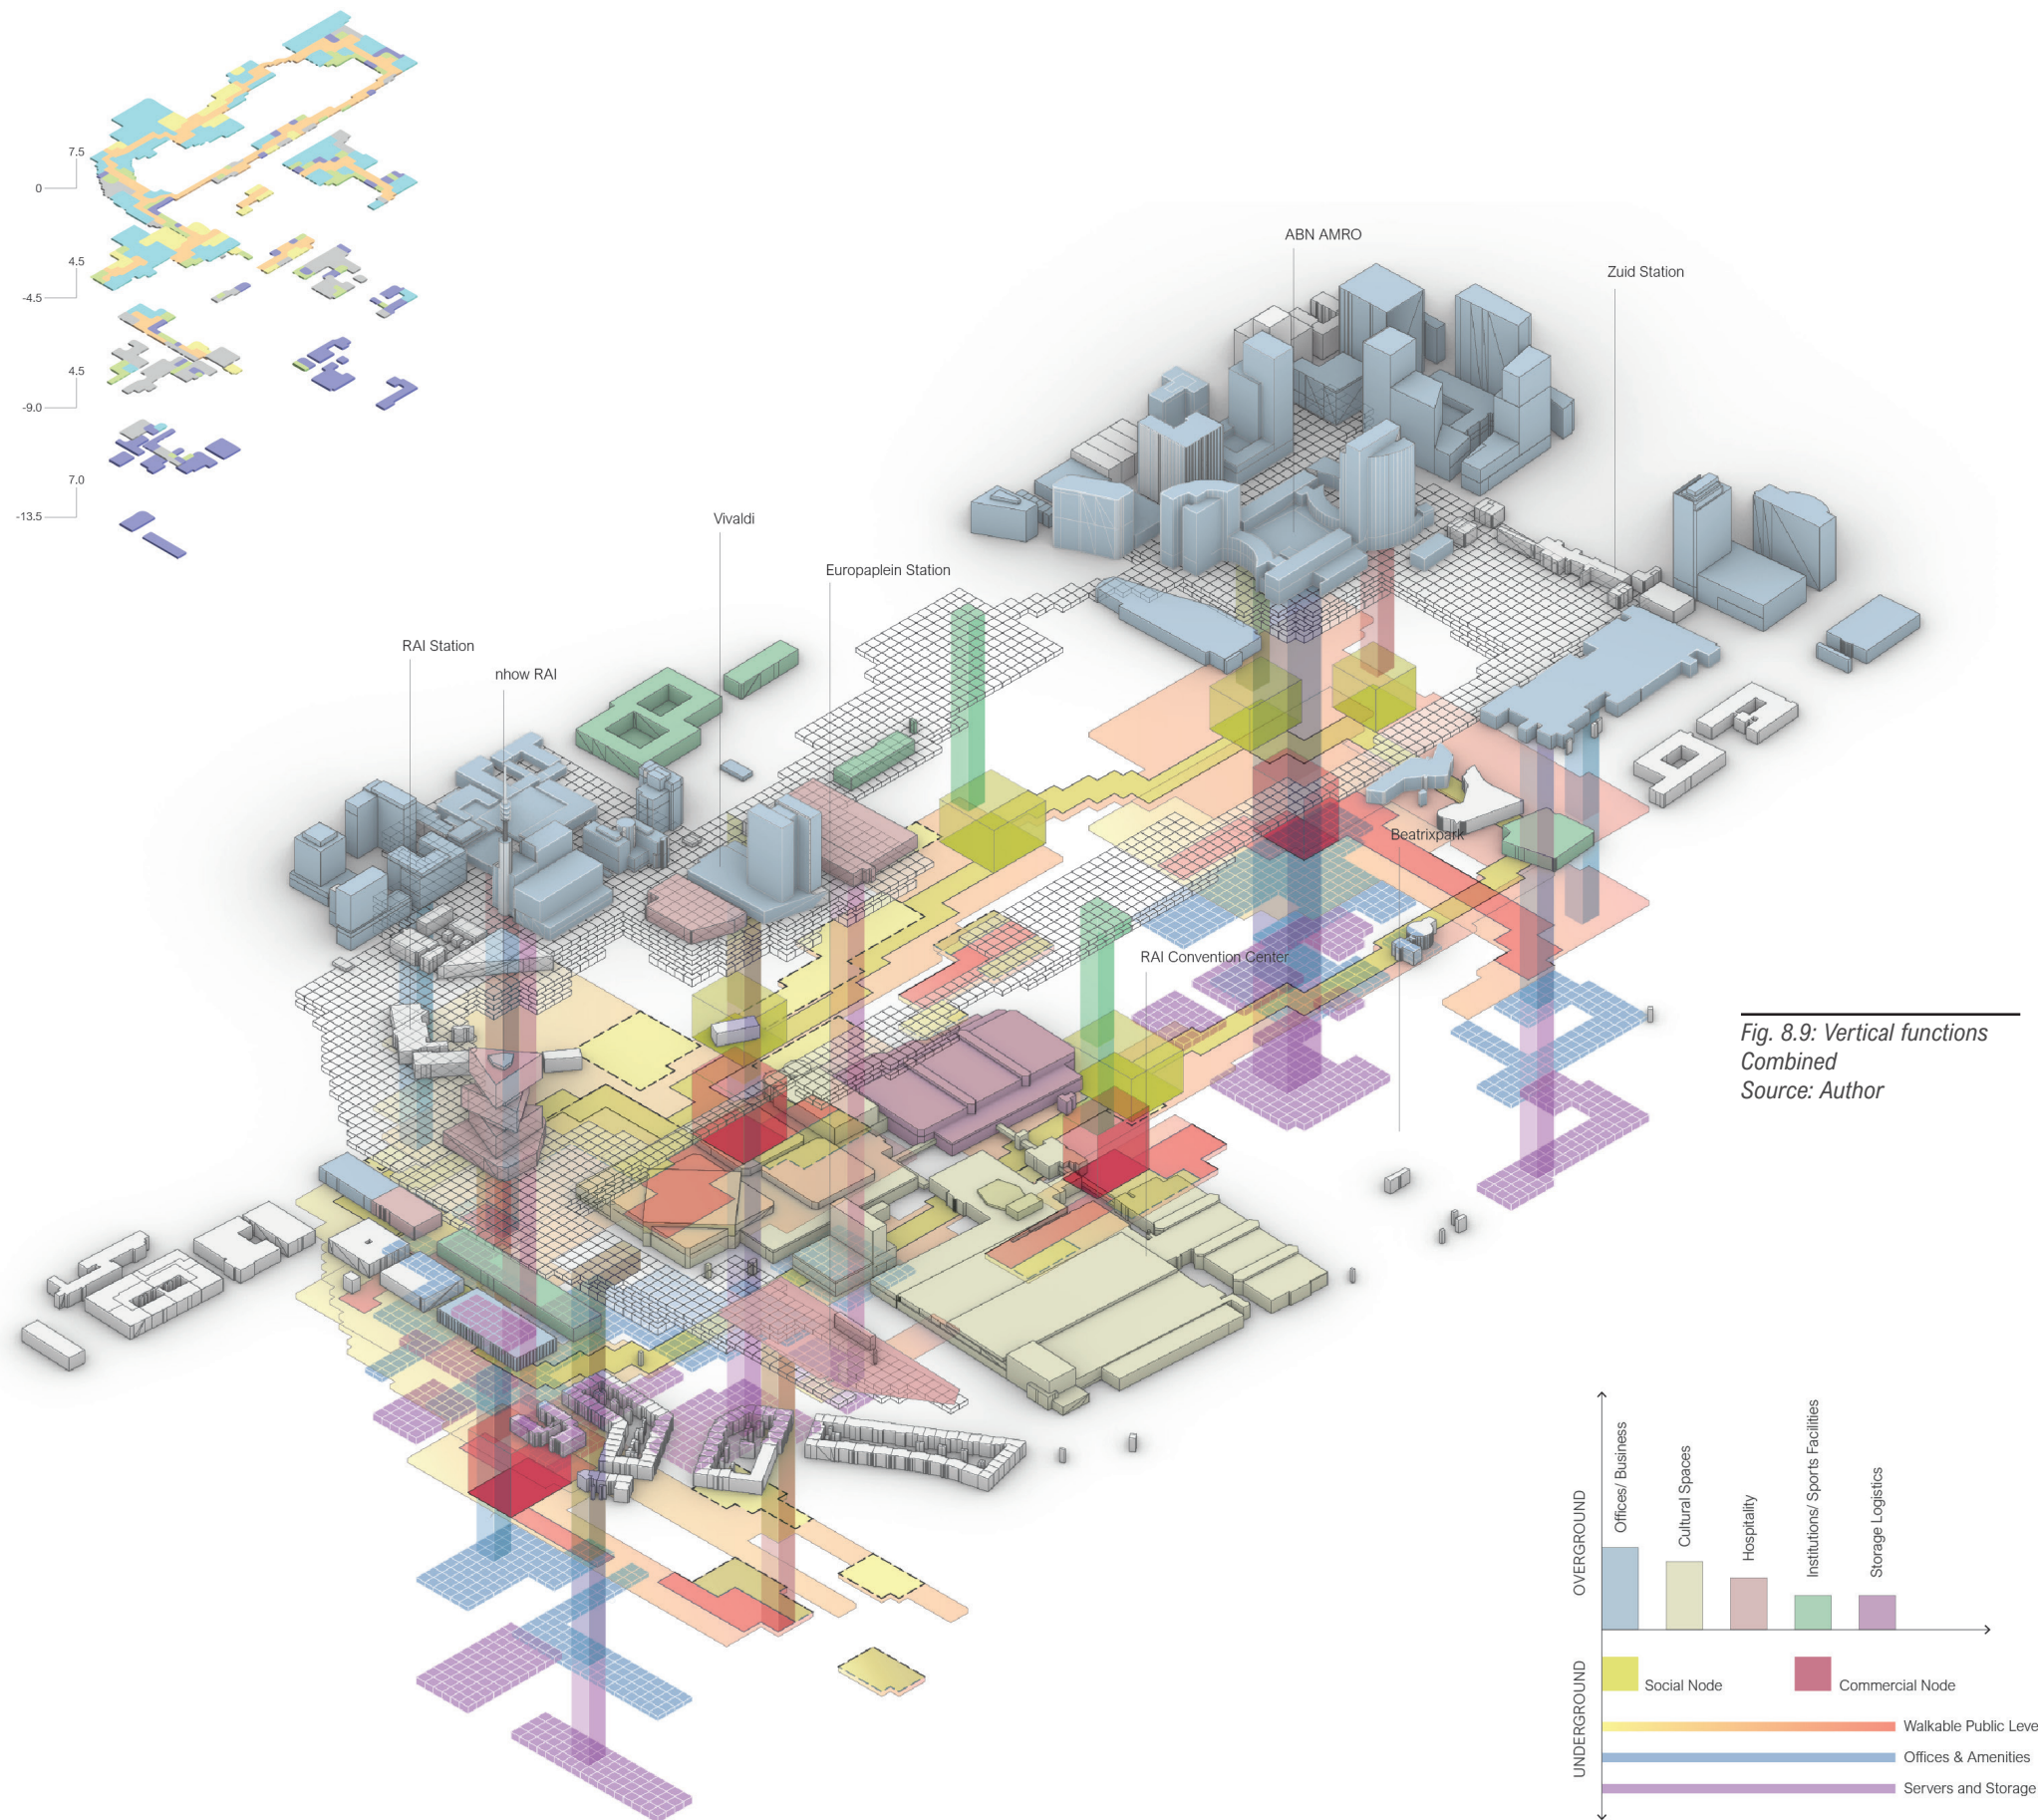 7.5
0
4.5
-4.5
4.5
-9.0
7.0
-13.5
ABN AMRO
Zuid Station
Vivaldi
Europaplein Station
RAI Station
nhow RAI
Beatrixpark
RAI Convention Center
Fig. 8.9: Vertical functions
Combined
Source: Author
OVERGROUND
Offices/ Business
Cultural Spaces
Hospitality
Institutions/ Sports Facilities
Storage Logistics
UNDERGROUND
Social Node
Commercial Node
Walkable Public Leve
Offices & Amenities
Servers and Storage